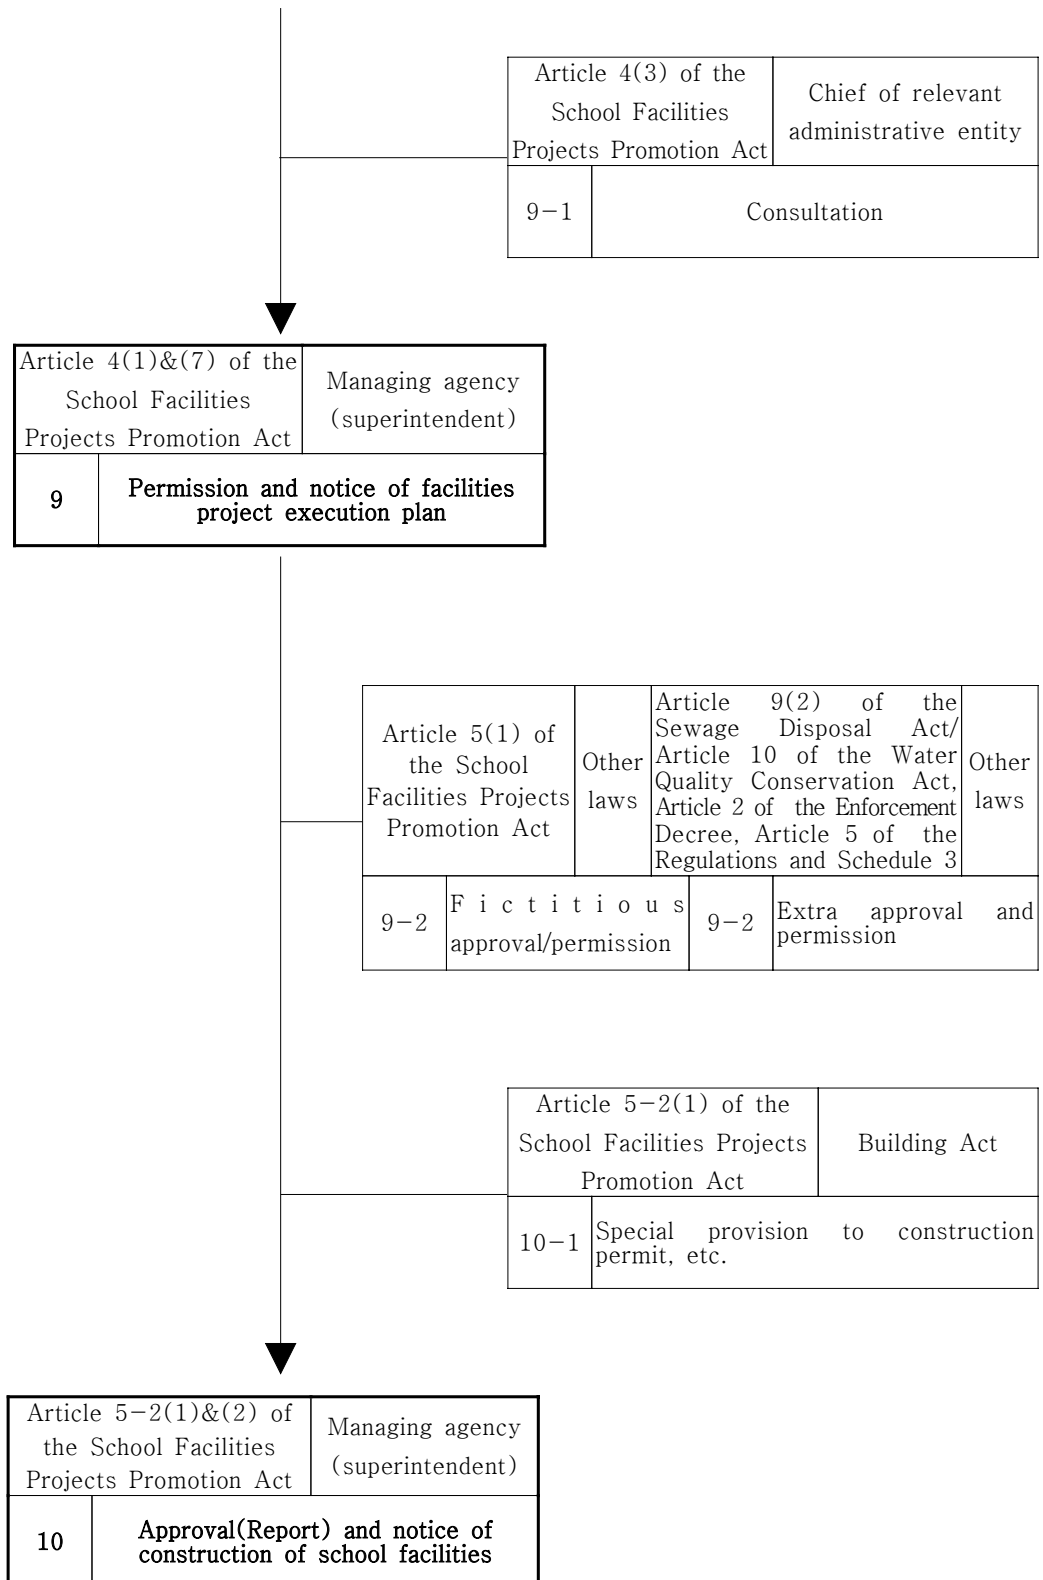 Article 4(3) of the
School Facilities
Projects Promotion Act
Chief of relevant
administrative entity
9-1
Consultation
Article 4(1)&(7) of the
School Facilities
Projects Promotion Act
Managing agency
(superintendent)
9
Permission and notice of facilities
project execution plan
Article 5(1) of
the School
Facilities Projects
Promotion Act
Other
laws
Article 9(2) of the
Sewage Disposal Act/
Article 10 of the Water
Quality Conservation Act,
Article 2 of the Enforcement
Decree, Article 5 of the
Regulations and Schedule 3
Other
laws
9-2
Fictitious
approval/permission
9-2
Extra approval and
permission
Article 5-2(1) of the
School Facilities Projects
Promotion Act
Building Act
10-1
Special provision to construction
permit, etc.
Article 5-2(1)&(2) of
the School Facilities
Projects Promotion Act
Managing agency
(superintendent)
10
Approval(Report) and notice of
construction of school facilities